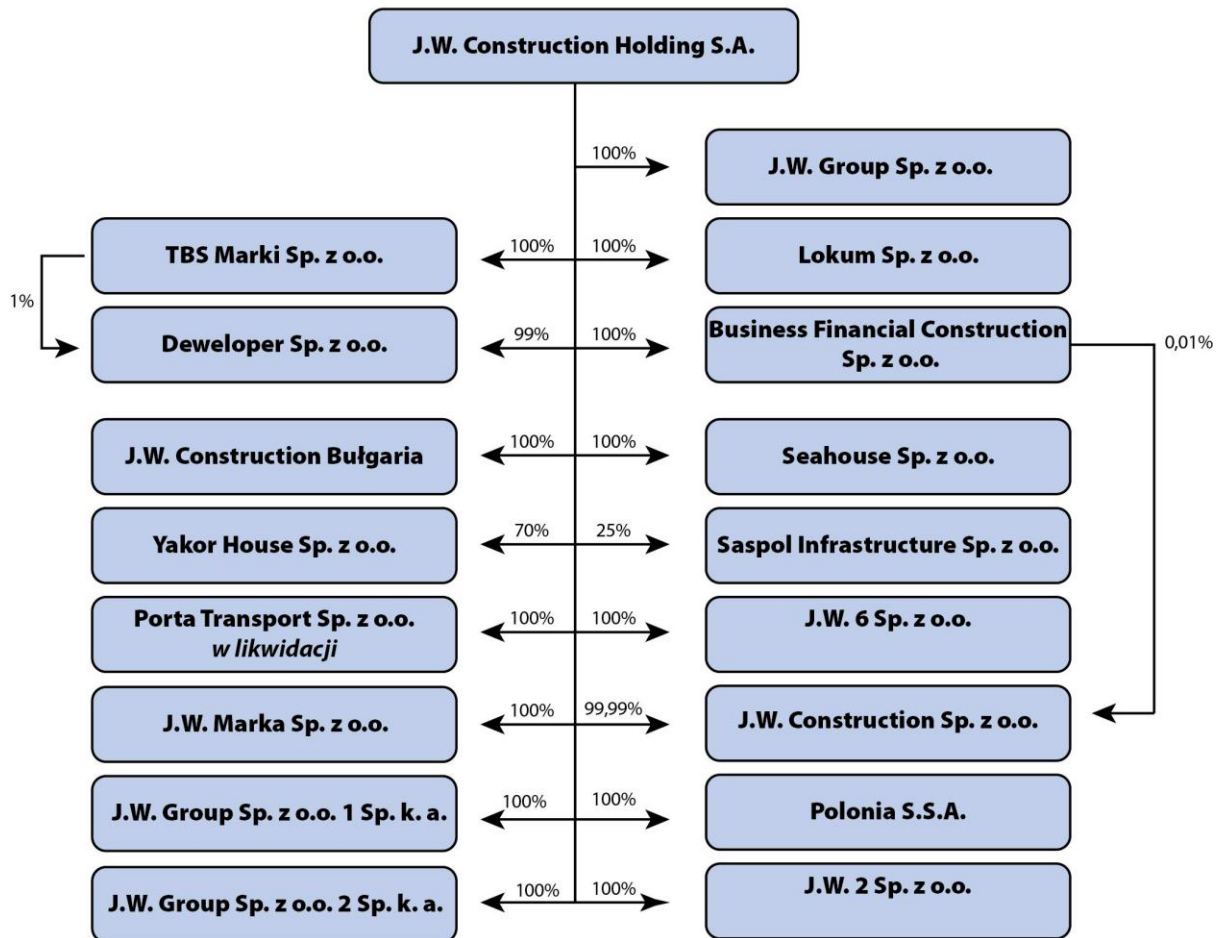 J.W. Construction Holding S.A.
100%
J.W. Group Sp. z o.o.
TBS Marki Sp. z o.o.
100%
100%
Lokum Sp. z o.o.
1%
Deweloper Sp. z o.o.
99%
100%
Business Financial Construction
Sp. z o.o.
0,01%
J.W. Construction Bułgaria
100%
100%
Seahouse Sp. z o.o.
Yakor House Sp. z o.o.
70%
25%
Saspol Infrastructure Sp. z o.o.
Porta Transport Sp. z o.o.
w likwidacji
100%
100%
J.W. 6 Sp. z o.o.
J.W. Marka Sp. z o.o.
100%
99,99%
J.W. Construction Sp. z o.o.
J.W. Group Sp. z o.o. 1 Sp. k. a.
100%
100%
Polonia S.S.A.
J.W. Group Sp. z o.o. 2 Sp. k. a.
100%
100%
J.W. 2 Sp. z o.o.